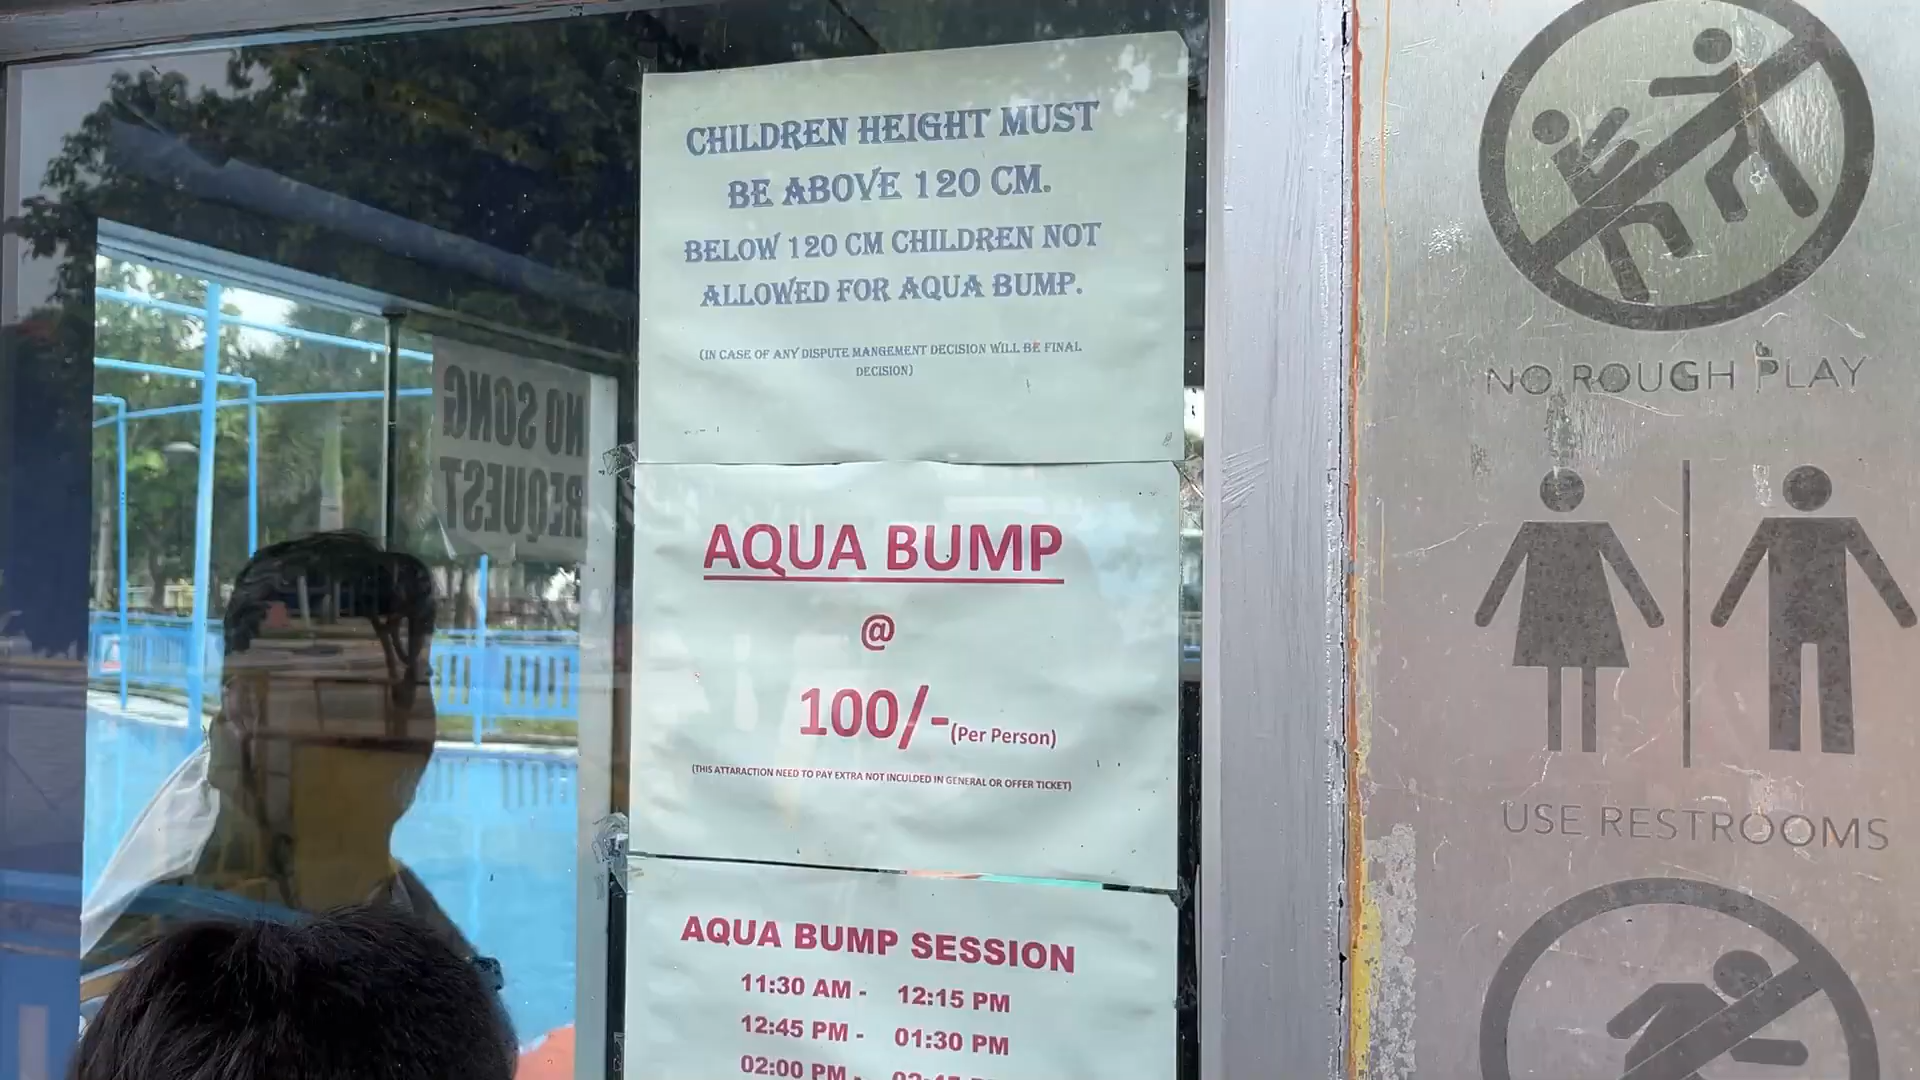 CHILDREN HEIGHT MUST
BE ABOVE 120 CM.
BELOW 120 CM CHILDREN NOT
ALLOWED FOR AQUA BUMP.
(IN CASE OF ANY DISPUTE MANGEMENT DECISION WILL BE FINAL
DECISION)
NO SONG
REQUEST
AQUA BUMP
@
100/-(Per Person)
(THIS ATTARACTION NEED TO PAY EXTRA NOT INCULDED IN GENERAL OR OFFER TICKET)
AQUA BUMP SESSION
11:30 AM - 12:15 PM
12:45 PM - 01:30 PM
02:00 PM -
NO ROUGH PLAY
USE RESTROOMS